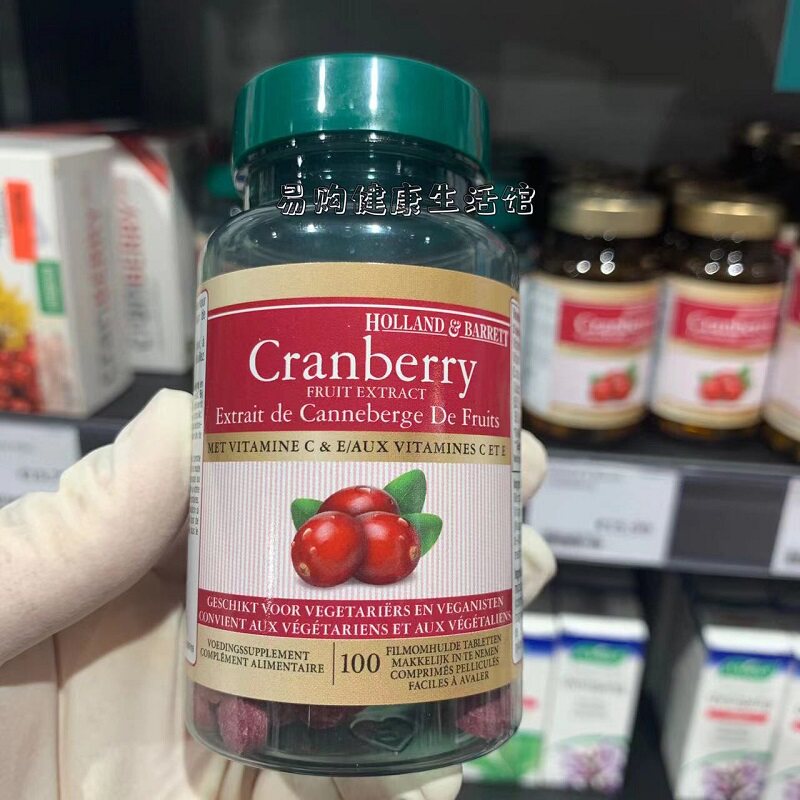 易购健康生活馆
HOLLAND & BARRETT
Cranberry
FRUIT EXTRACT
Extrait de Canneberge De Fruits
MET VITAMINE C & E/AUX VITAMINES C ET E
GESCHIKT VOOR VEGETARIËRS EN VEGANISTEN
CONVIENT AUX VÉGÉTARIENS ET AUX VÉGÉTALIENS
VOEDINGSSUPPLEMENT
COMPLÉMENT ALIMENTAIRE
100
FILMOMHULDE TABLETTEN
MAKKELIJK IN TE NEMEN
COMPRIMÉS PELLICULES
FACILES À AVALER
Cranberry
Cranberry